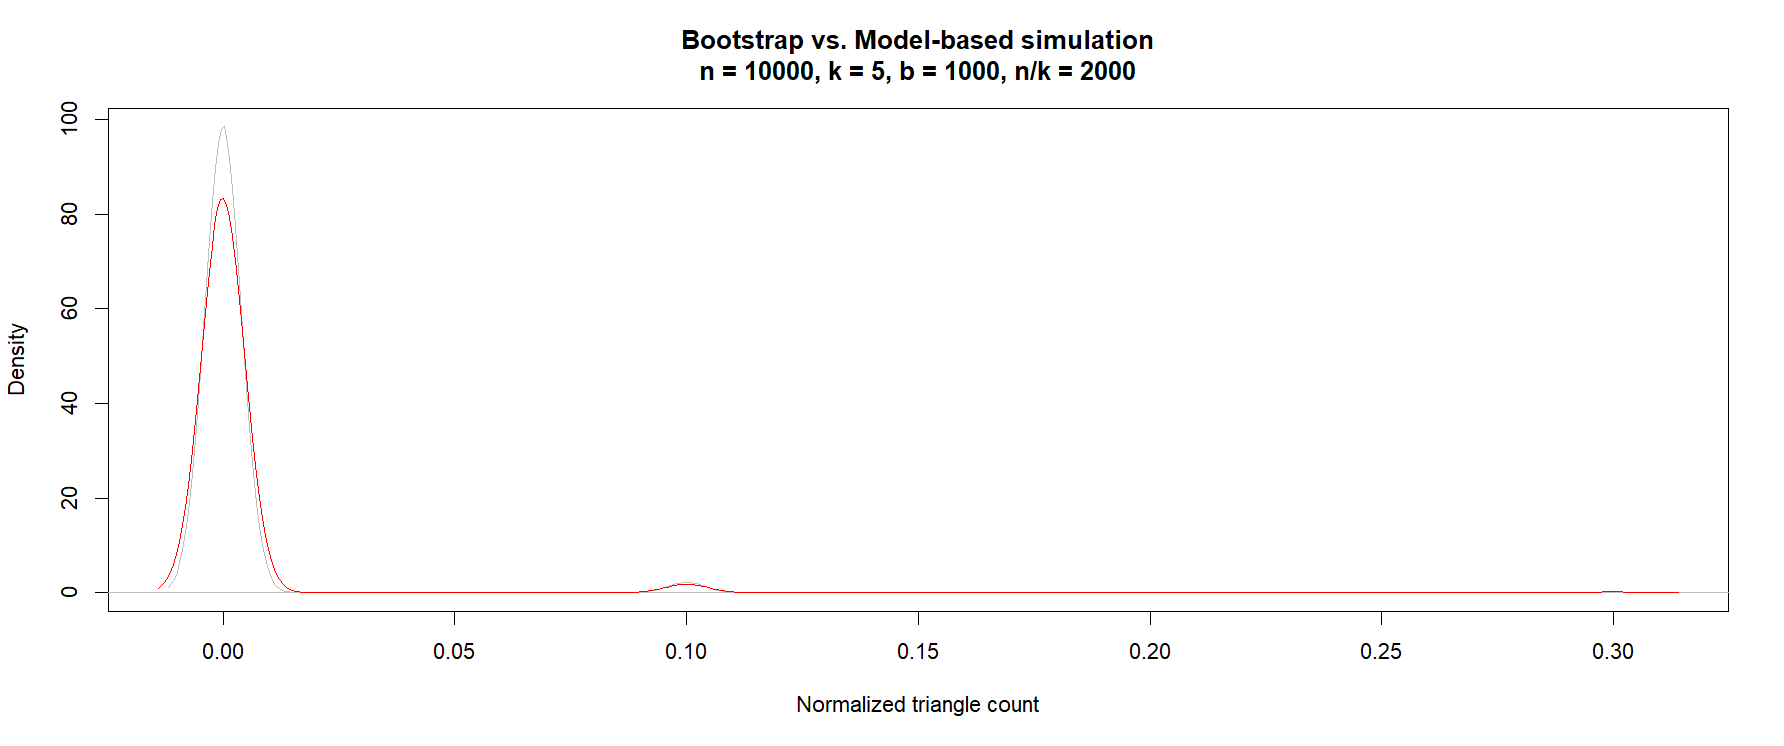 Bootstrap vs. Model-based simulation
n = 10000, k = 5, b = 1000, n/k = 2000
Density
100
80
60
40
20
0
0.00 0.05 0.10 0.15 0.20 0.25 0.30
Normalized triangle count